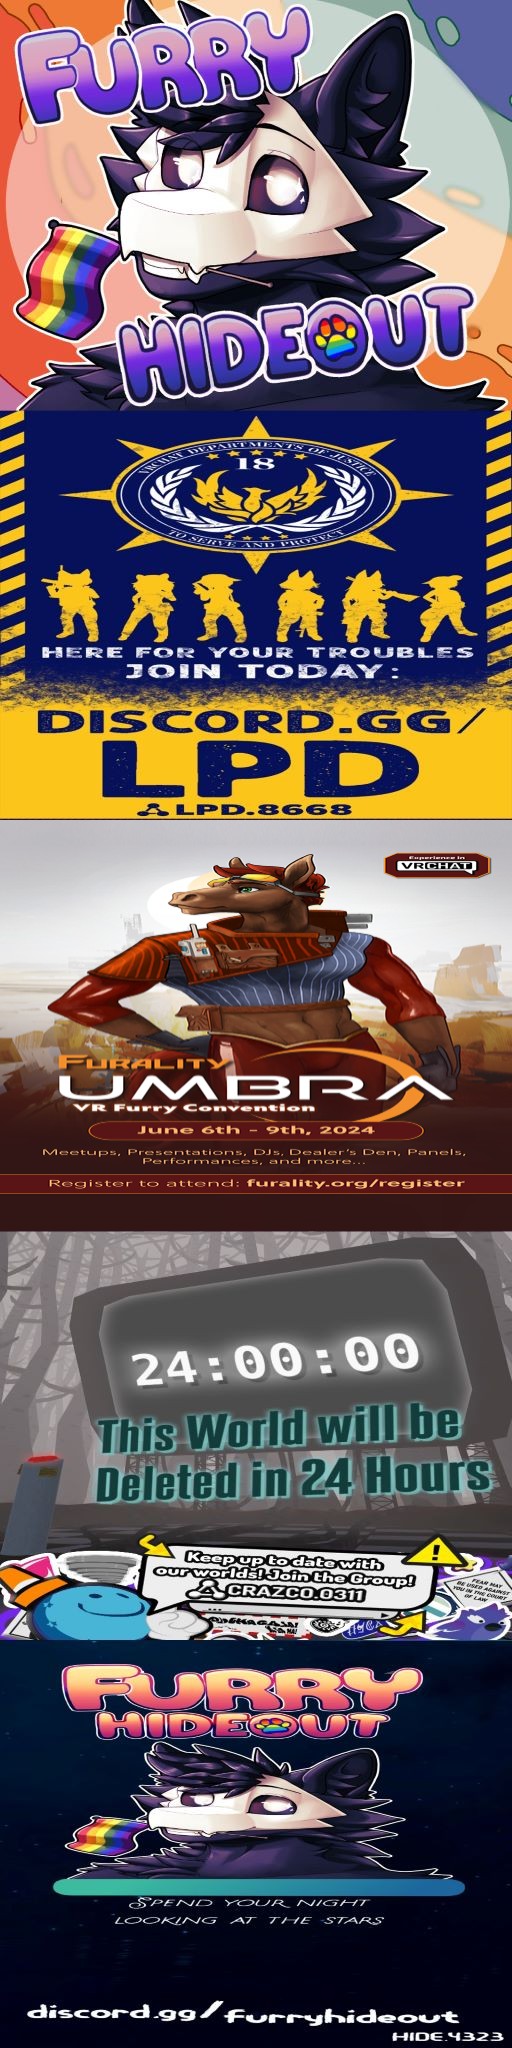 FURRY
HIDEOUT
VRCHAT DEPARTMENTS OF JUSTICE
18
TO SERVE AND PROTECT
HERE FOR YOUR TROUBLES
JOIN TODAY:
DISCORD.GG/
LPD
LPD.8668
Experience in
VRCHAT
FURALITY
UMBRA
VR Furry Convention
June 6th - 9th, 2024
Meetups, Presentations, DJs, Dealer's Den, Panels,
Performances, and more...
Register to attend: furality.org/register
24:00:00
This World will be
Deleted in 24 Hours
Keep up to date with
our worlds! Join the Group!
CRAZCO.0311
FEAR MAY
BE USED AGAINST
YOU IN THE COURT
OF LAW
FURRY
HIDEOUT
SPEND YOUR NIGHT
LOOKING AT THE STARS
discord.gg/furryhideout
HIDE.4323